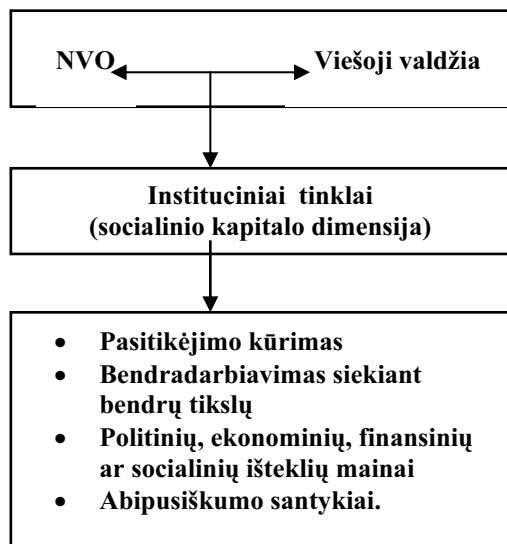 NVO Viešoji valdžia
Instituciniai tinklai
(socialinio kapitalo dimensija)
• Pasitikėjimo kūrimas
• Bendradarbiavimas siekiant
bendrų tikslų
• Politinių, ekonominių, finansinių
ar socialinių išteklių mainai
• Abipusiškumo santykiai.